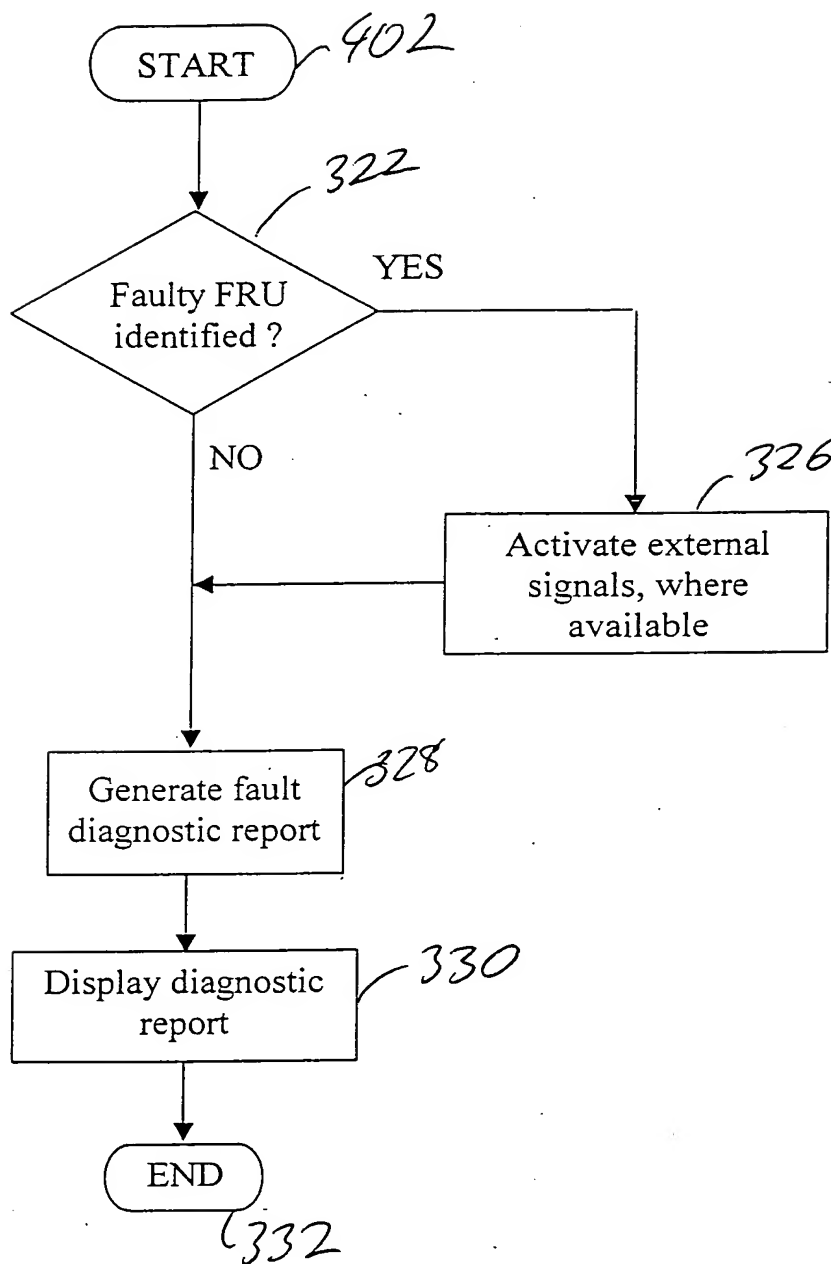 START
402
322
Faulty FRU
identified ?
YES
NO
326
Activate external
signals, where
available
328
Generate fault
diagnostic report
330
Display diagnostic
report
END
332